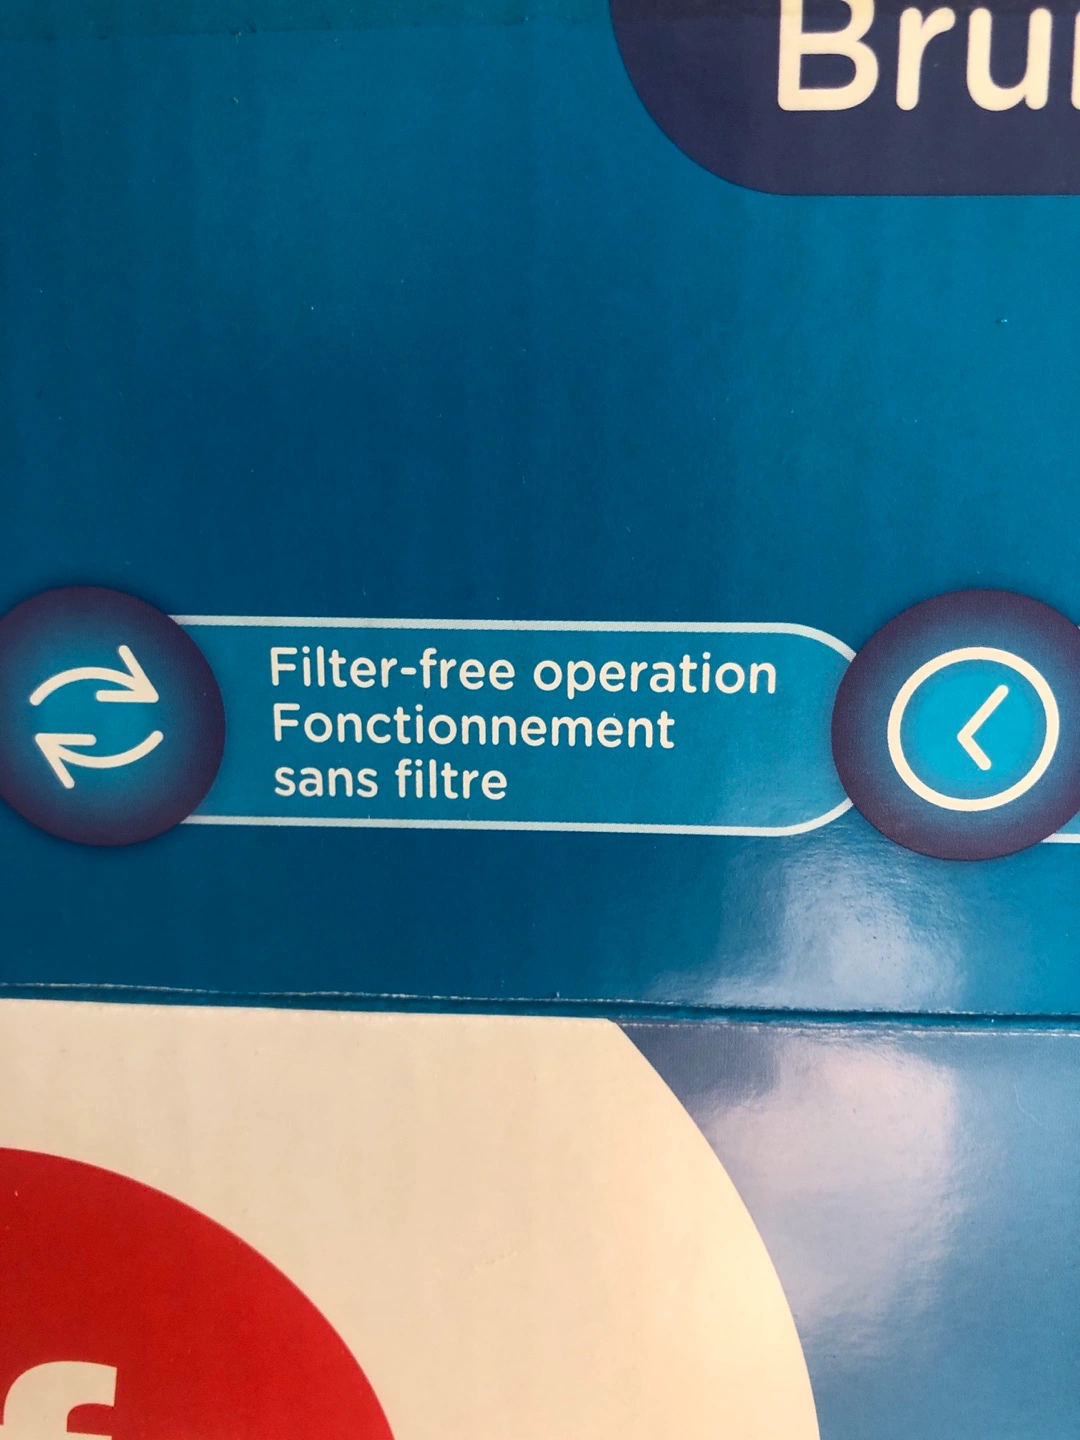 Filter-free operation
Fonctionnement
sans filtre